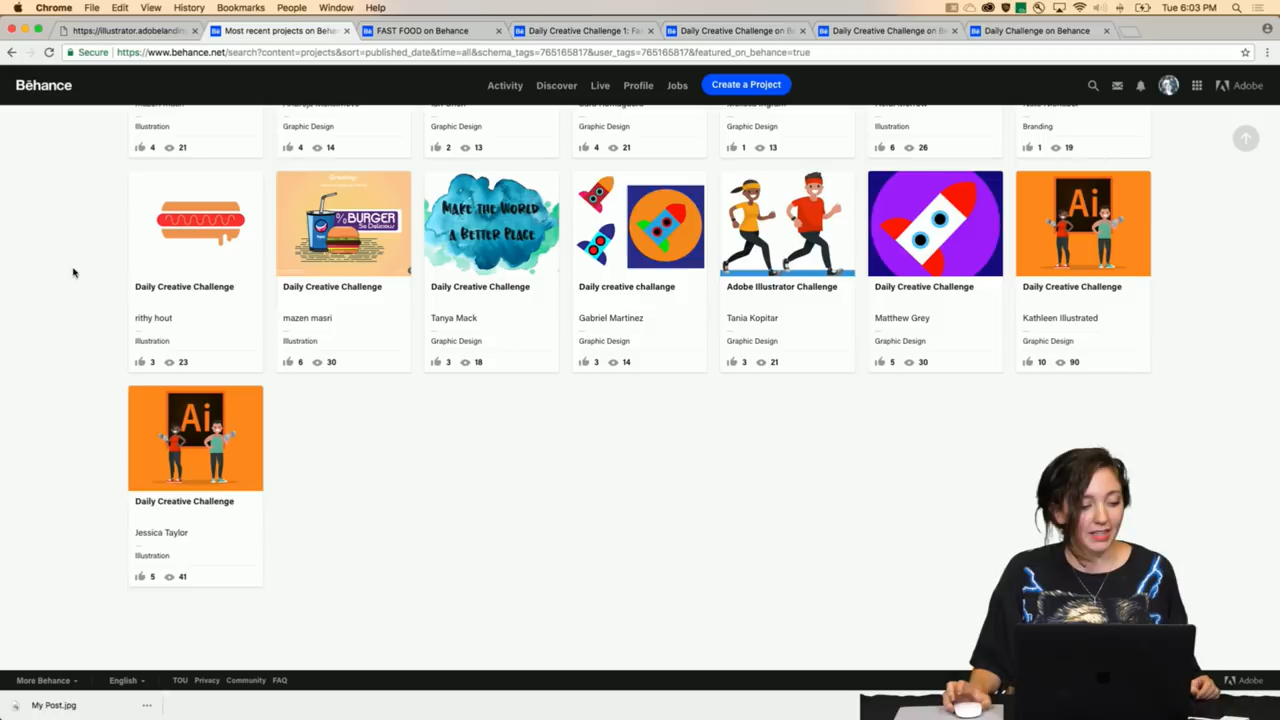 Chrome File Edit View History Bookmarks People Window Help Tue 6:03 PM
https://illustrator.adobelanding Most recent projects on Behan FAST FOOD on Behance Daily Creative Challenge 1: Fas Daily Creative Challenge on Be Daily Creative Challenge on Be Daily Challenge on Behance
Secure https://www.behance.net/search?content=projects&sort=published_date&time=all&schema_tags=765165817&user_tags=765165817&featured_on_behance=true
Bēhance Activity Discover Live Profile Jobs Create a Project Adobe
Illustration Graphic Design Graphic Design Graphic Design Graphic Design Illustration Branding
4 21 4 14 2 13 4 21 1 13 6 26 1 19
Greeting
%BURGER
So Delicious
MAKE THE WORLD
A BETTER PLACE
Ai
Daily Creative Challenge Daily Creative Challenge Daily Creative Challenge Daily creative challange Adobe Illustrator Challenge Daily Creative Challenge Daily Creative Challenge
rithy hout mazen masri Tanya Mack Gabriel Martinez Tania Kopitar Matthew Grey Kathleen Illustrated
Illustration Illustration Graphic Design Graphic Design Graphic Design Graphic Design Graphic Design
3 23 6 30 3 18 3 14 3 21 5 30 10 90
Ai
Daily Creative Challenge
Jessica Taylor
Illustration
5 41
More Behance English TOU Privacy Community FAQ Adobe
My Post.jpg